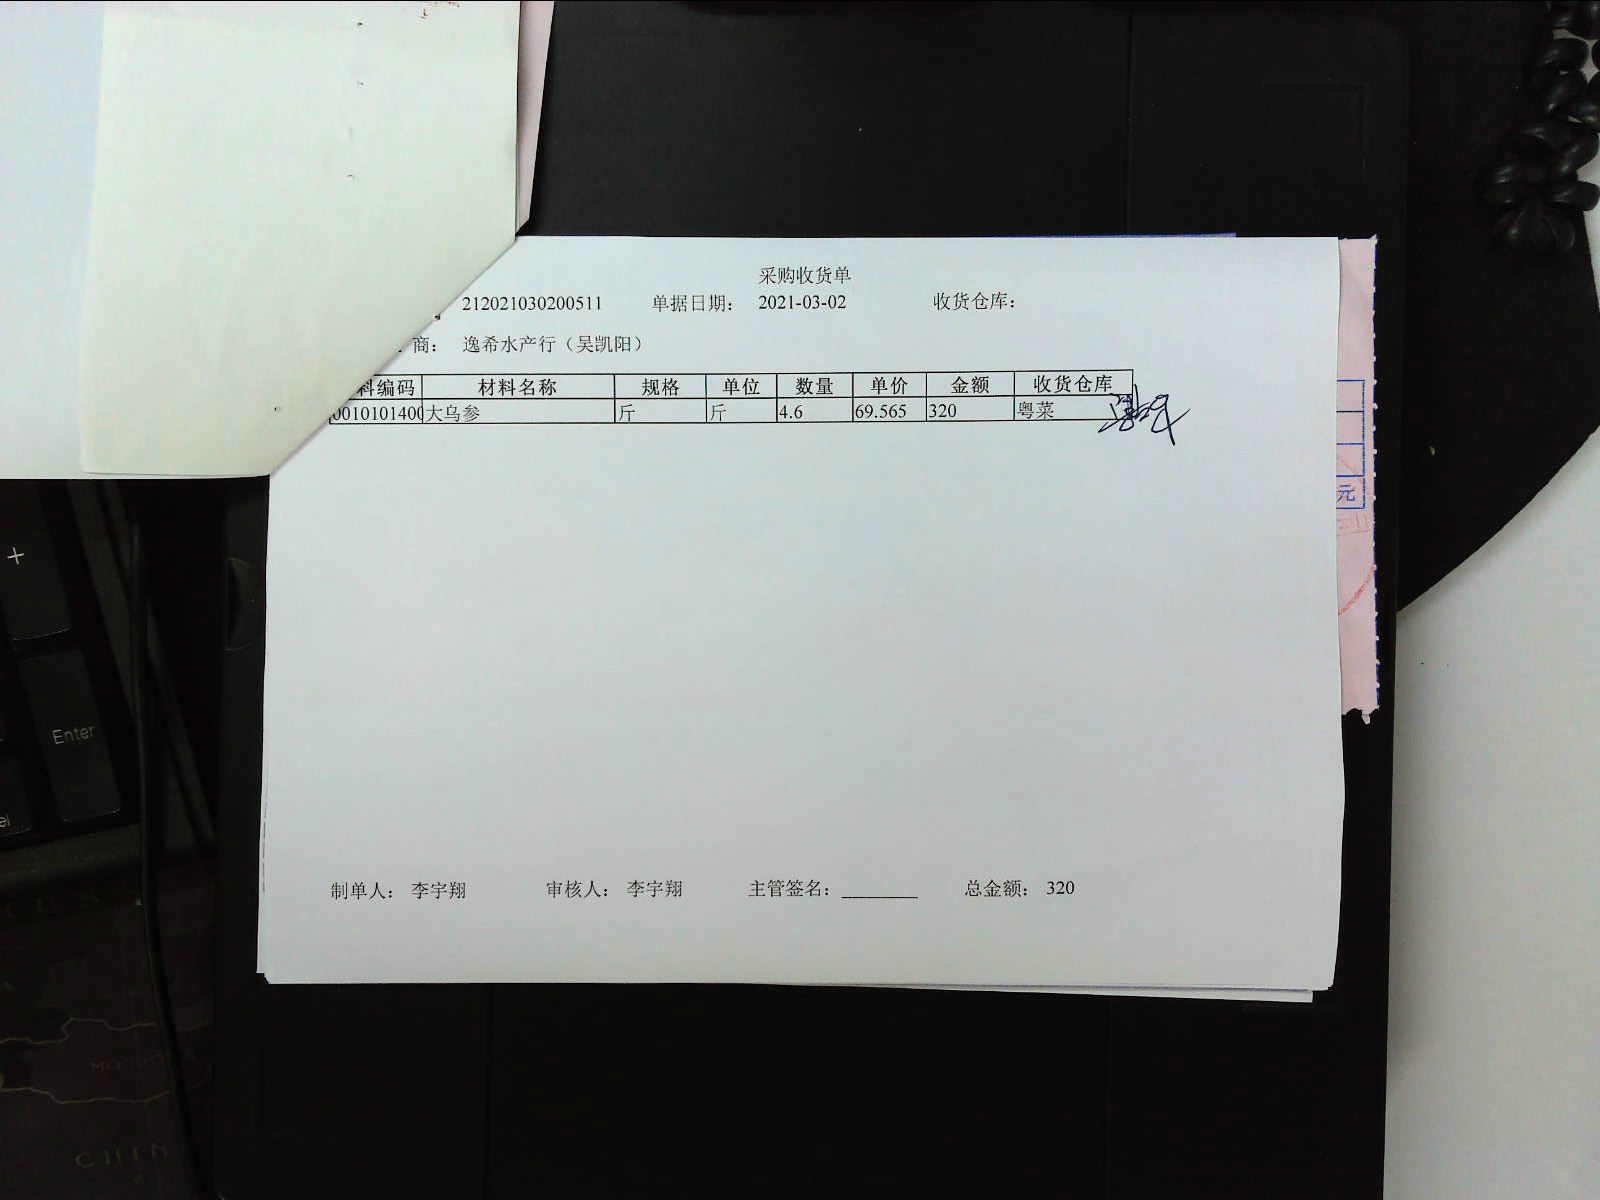 采购收货单
212021030200511 单据日期: 2021-03-02 收货仓库:
商: 逸希水产行（吴凯阳）
料编码 材料名称 规格 单位 数量 单价 金额 收货仓库
0010101400 大乌参 斤 斤 4.6 69.565 320 粤菜
元
+
Enter
制单人: 李宇翔 审核人: 李宇翔 主管签名: 总金额: 320